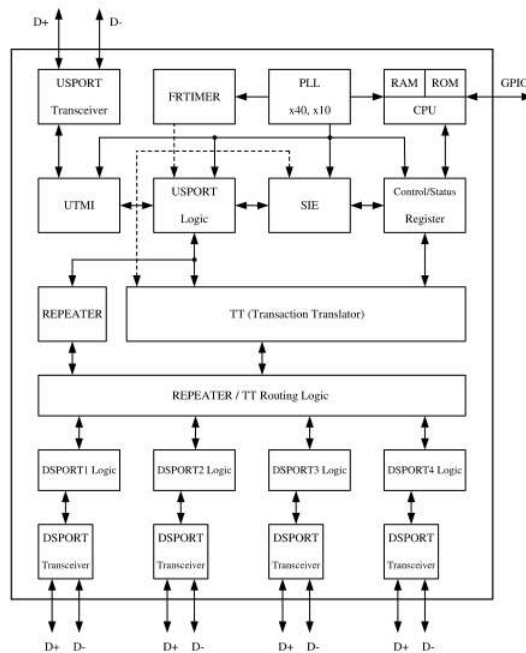 D+ D-
USPORT
Transceiver
FRTIMER
PLL
x40, x10
RAM ROM
CPU
GPIO
UTMI
USPORT
Logic
SIE
Control/Status
Register
REPEATER
TT (Transaction Translator)
REPEATER / TT Routing Logic
DSPORT1 Logic
DSPORT2 Logic
DSPORT3 Logic
DSPORT4 Logic
DSPORT
Transceiver
DSPORT
Transceiver
DSPORT
Transceiver
DSPORT
Transceiver
D+ D- D+ D- D+ D- D+ D-